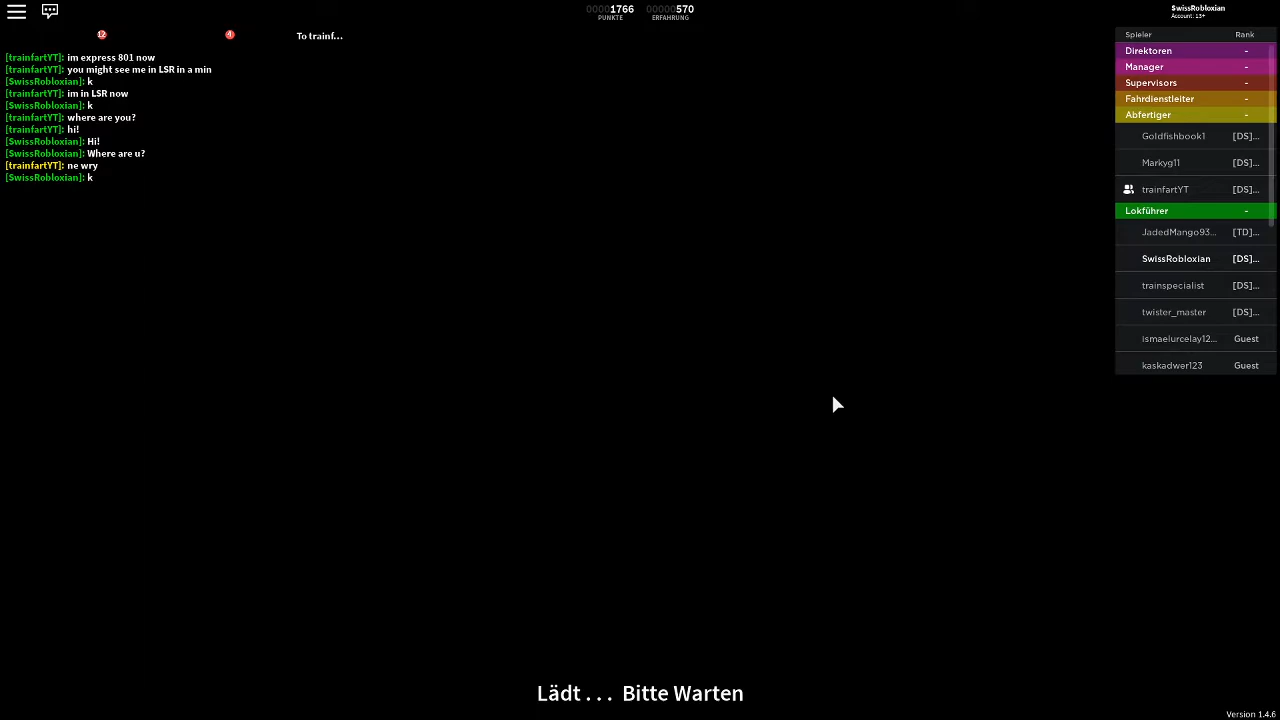 00001766
PUNKTE
00000570
ERFAHRUNG
SwissRobloxian
Account: 13+
12
4
To trainf...
[trainfartYT]: im express 801 now
[trainfartYT]: you might see me in LSR in a min
[SwissRobloxian]: k
[trainfartYT]: im in LSR now
[SwissRobloxian]: k
[trainfartYT]: where are you?
[trainfartYT]: hi!
[SwissRobloxian]: Hi!
[SwissRobloxian]: Where are u?
[trainfartYT]: ne wry
[SwissRobloxian]: k
Spieler Rank
Direktoren -
Manager -
Supervisors -
Fahrdienstleiter -
Abfertiger -
Goldfishbook1 [DS]...
Markyg11 [DS]...
trainfartYT [DS]...
Lokführer -
JadedMango93... [TD]...
SwissRobloxian [DS]...
trainspecialist [DS]...
twister_master [DS]...
ismaelurcelay12... Guest
kaskadwer123 Guest
Lädt . . . Bitte Warten
Version 1.4.6